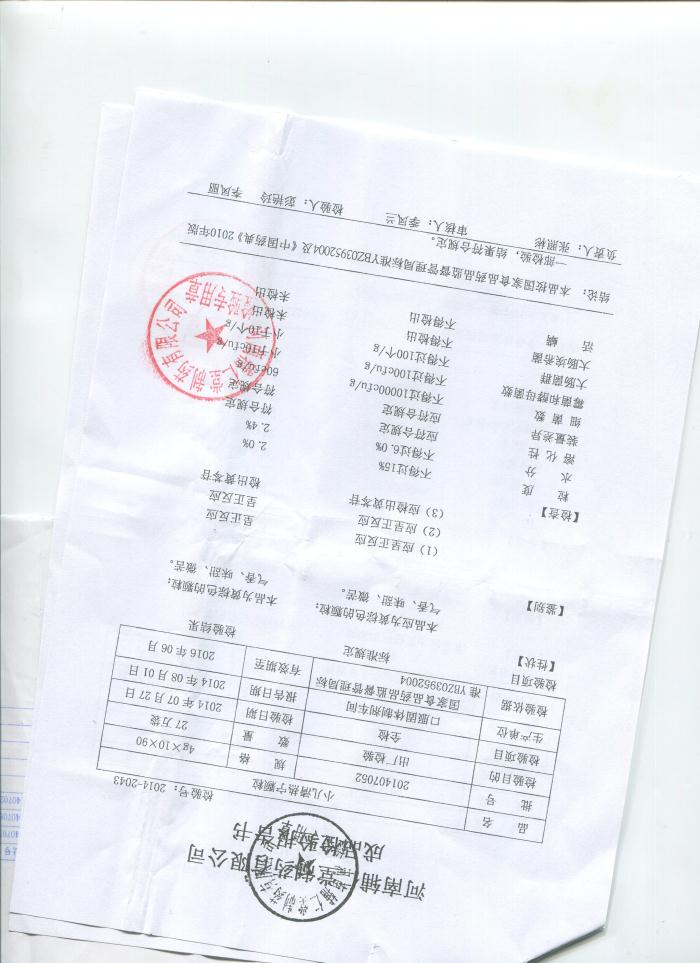 河南辅仁堂制药有限公司
成品检验报告书
检验号：2014-2043
品 名 小儿清热宁颗粒 规 格 4g×10×90
批 号 201407052 数 量 27万袋
检验目的 出厂检验 检验日期 2014年07月27日
检验项目 全检 报告日期 2014年08月01日
生产单位 口服固体制剂车间 有效期至 2016年06月
检验依据 国家食品药品监督管理局标
准YBZ03952004
检验项目 标准规定 检验结果
【性状】 本品应为黄棕色的颗粒； 本品为黄棕色的颗粒；
气香、味甜、微苦。 气香、味甜、微苦。
【鉴别】 （1）应呈正反应 呈正反应
（2）应呈正反应 呈正反应
（3）应检出黄芩苷 检出黄芩苷
【检查】
粒 度 不得过15% 2.0%
水 分 不得过6.0% 2.4%
溶 化 性 应符合规定 符合规定
装量差异 应符合规定 符合规定
细 菌 数 不得过10000cfu/g 60cfu/g
霉菌和酵母菌数 不得过100cfu/g 小于10cfu/g
大肠菌群 不得过100个/g 小于10个/g
大肠埃希菌 不得检出 未检出
活 螨 不得检出 未检出
结论：本品按国家食品药品监督管理局标准YBZ03952004及《中国药典》2010年版
一部检验，结果符合规定。
负责人：张照彬 审核人：李凤兰 检验人：彭艳玲 李凤丽
检验专用章